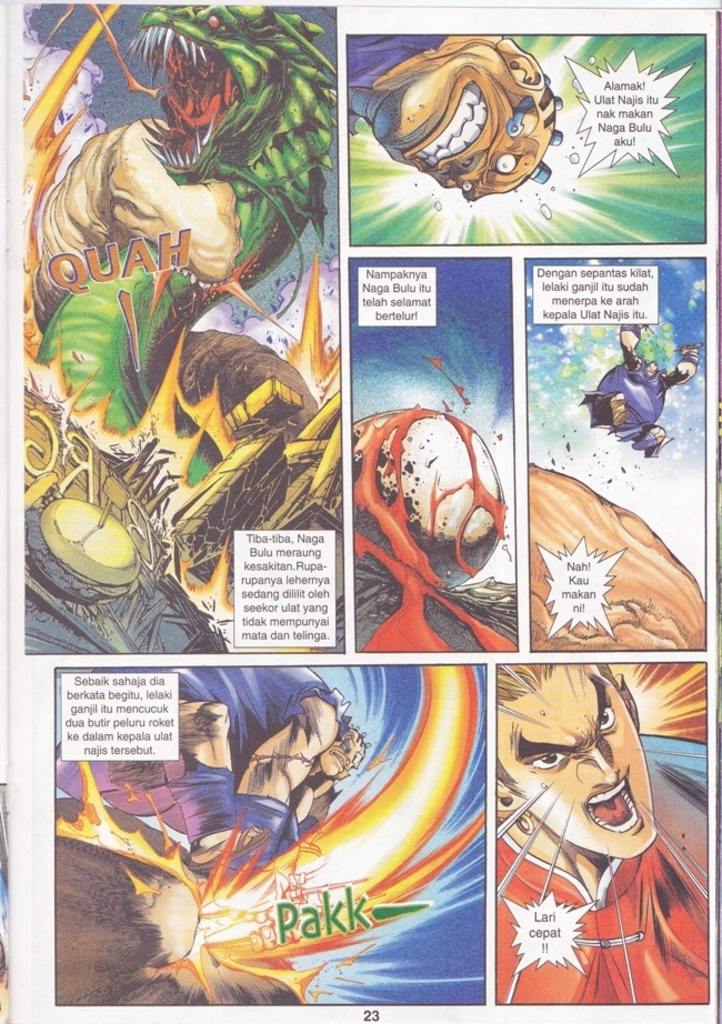 QUAH
!
Tiba-tiba, Naga
Bulu meraung
kesakitan.Rupa-
rupanya lehernya
sedang dililit oleh
seekor ulat yang
tidak mempunyai
mata dan telinga.
Alamak!
Ulat Najis itu
nak makan
Naga Bulu
aku!
Nampaknya
Naga Bulu itu
telah selamat
bertelur!
Dengan sepantas kilat,
lelaki ganjil itu sudah
menerpa ke arah
kepala Ulat Najis itu.
Nah!
Kau
makan
ni!
Sebaik sahaja dia
berkata begitu, lelaki
ganjil itu mencucuk
dua butir peluru roket
ke dalam kepala ulat
najis tersebut.
Pakk
Lari
cepat
!!
23